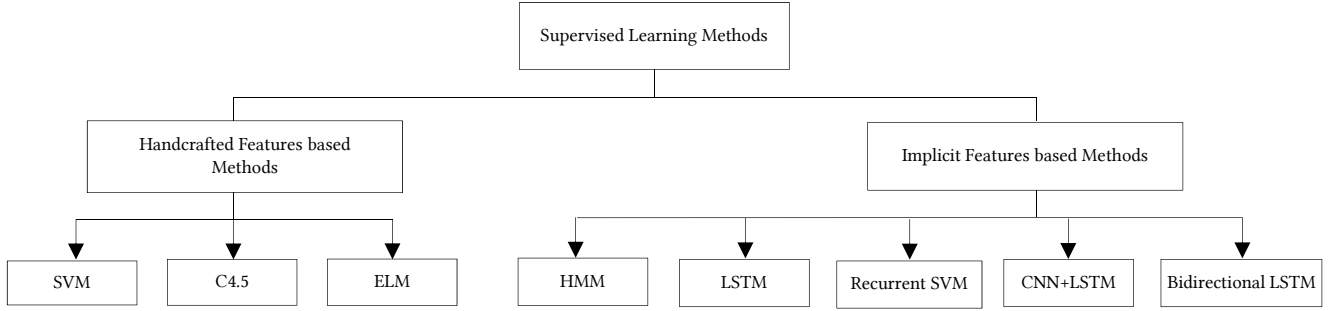 Supervised Learning Methods
Handcrafted Features based
Methods
Implicit Features based Methods
SVM
C4.5
ELM
HMM
LSTM
Recurrent SVM
CNN+LSTM
Bidirectional LSTM